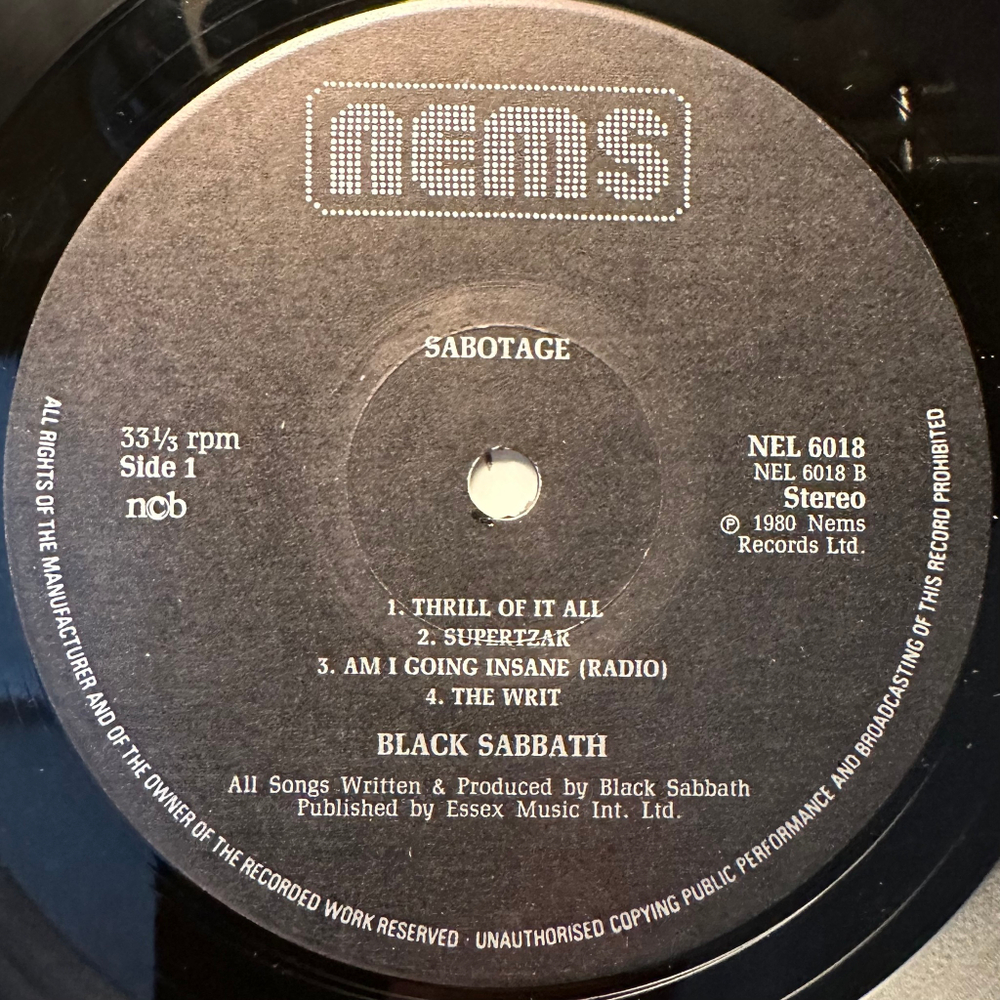 nems
SABOTAGE
33⅓ rpm
Side 1
ncb
NEL 6018
NEL 6018 B
Stereo
℗ 1980 Nems
Records Ltd.
1. THRILL OF IT ALL
2. SUPERTZAR
3. AM I GOING INSANE (RADIO)
4. THE WRIT
BLACK SABBATH
All Songs Written & Produced by Black Sabbath
Published by Essex Music Int. Ltd.
ALL RIGHTS OF THE MANUFACTURER AND OF THE OWNER OF THE RECORDED WORK RESERVED · UNAUTHORISED COPYING PUBLIC PERFORMANCE AND BROADCASTING OF THIS RECORD PROHIBITED